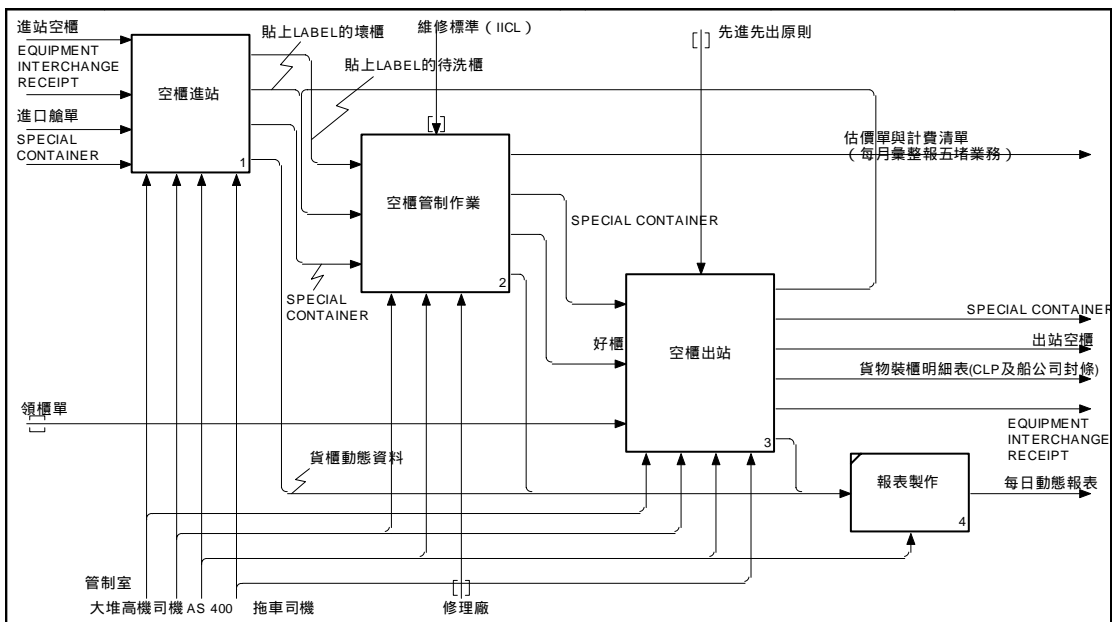 進站空櫃
EQUIPMENT
INTERCHANGE
RECEIPT
進口艙單
SPECIAL
CONTAINER
空櫃進站
1
貼上LABEL的壞櫃
貼上LABEL的待洗櫃
維修標準（IICL）
先進先出原則
空櫃管制作業
2
估價單與計費清單
（每月彙整報五堵業務）
SPECIAL CONTAINER
SPECIAL
CONTAINER
好櫃
空櫃出站
3
SPECIAL CONTAINER
出站空櫃
貨物裝櫃明細表(CLP及船公司封條)
EQUIPMENT
INTERCHANGE
RECEIPT
領櫃單
貨櫃動態資料
報表製作
4
每日動態報表
管制室
大堆高機司機
AS 400
拖車司機
修理廠